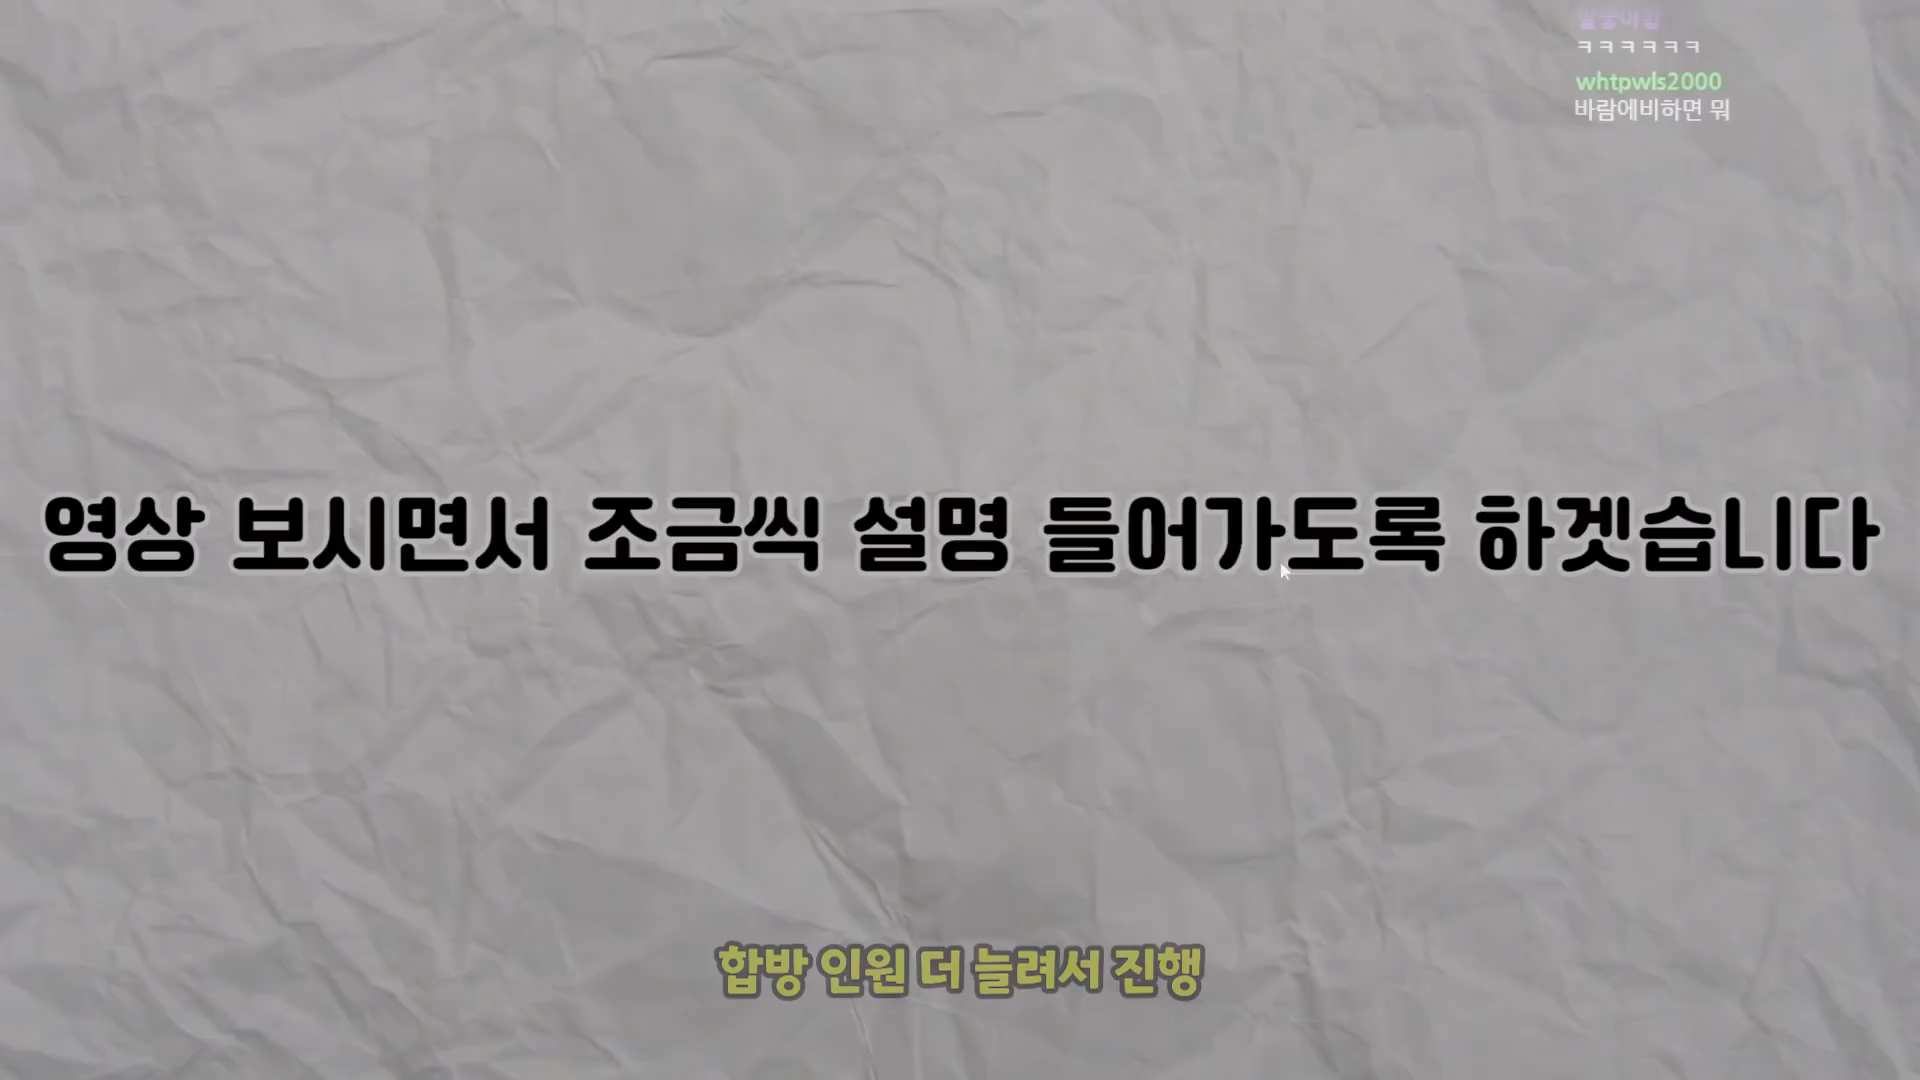 ㅋㅋㅋㅋㅋㅋ
whtpwls2000
바람에비하면 뭐
영상 보시면서 조금씩 설명 들어가도록 하겟습니다
합방 인원 더 늘려서 진행